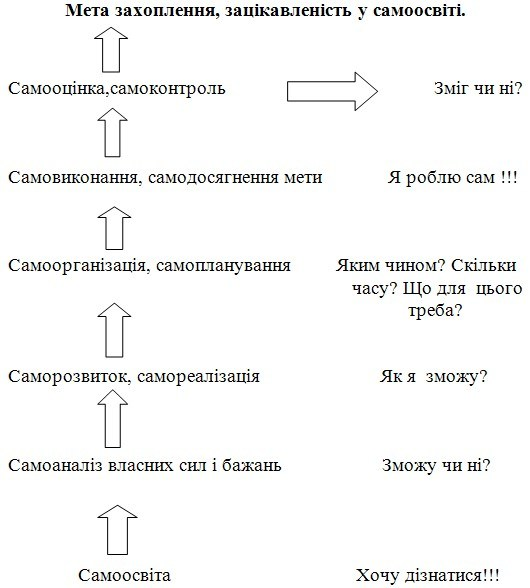 Мета захоплення, зацікавленість у самоосвіті.
Самооцінка,самоконтроль Зміг чи ні?
Самовиконання, самодосягнення мети Я роблю сам !!!
Самоорганізація, самопланування Яким чином? Скільки
часу? Що для цього
треба?
Саморозвиток, самореалізація Як я зможу?
Самоаналіз власних сил і бажань Зможу чи ні?
Самоосвіта Хочу дізнатися!!!